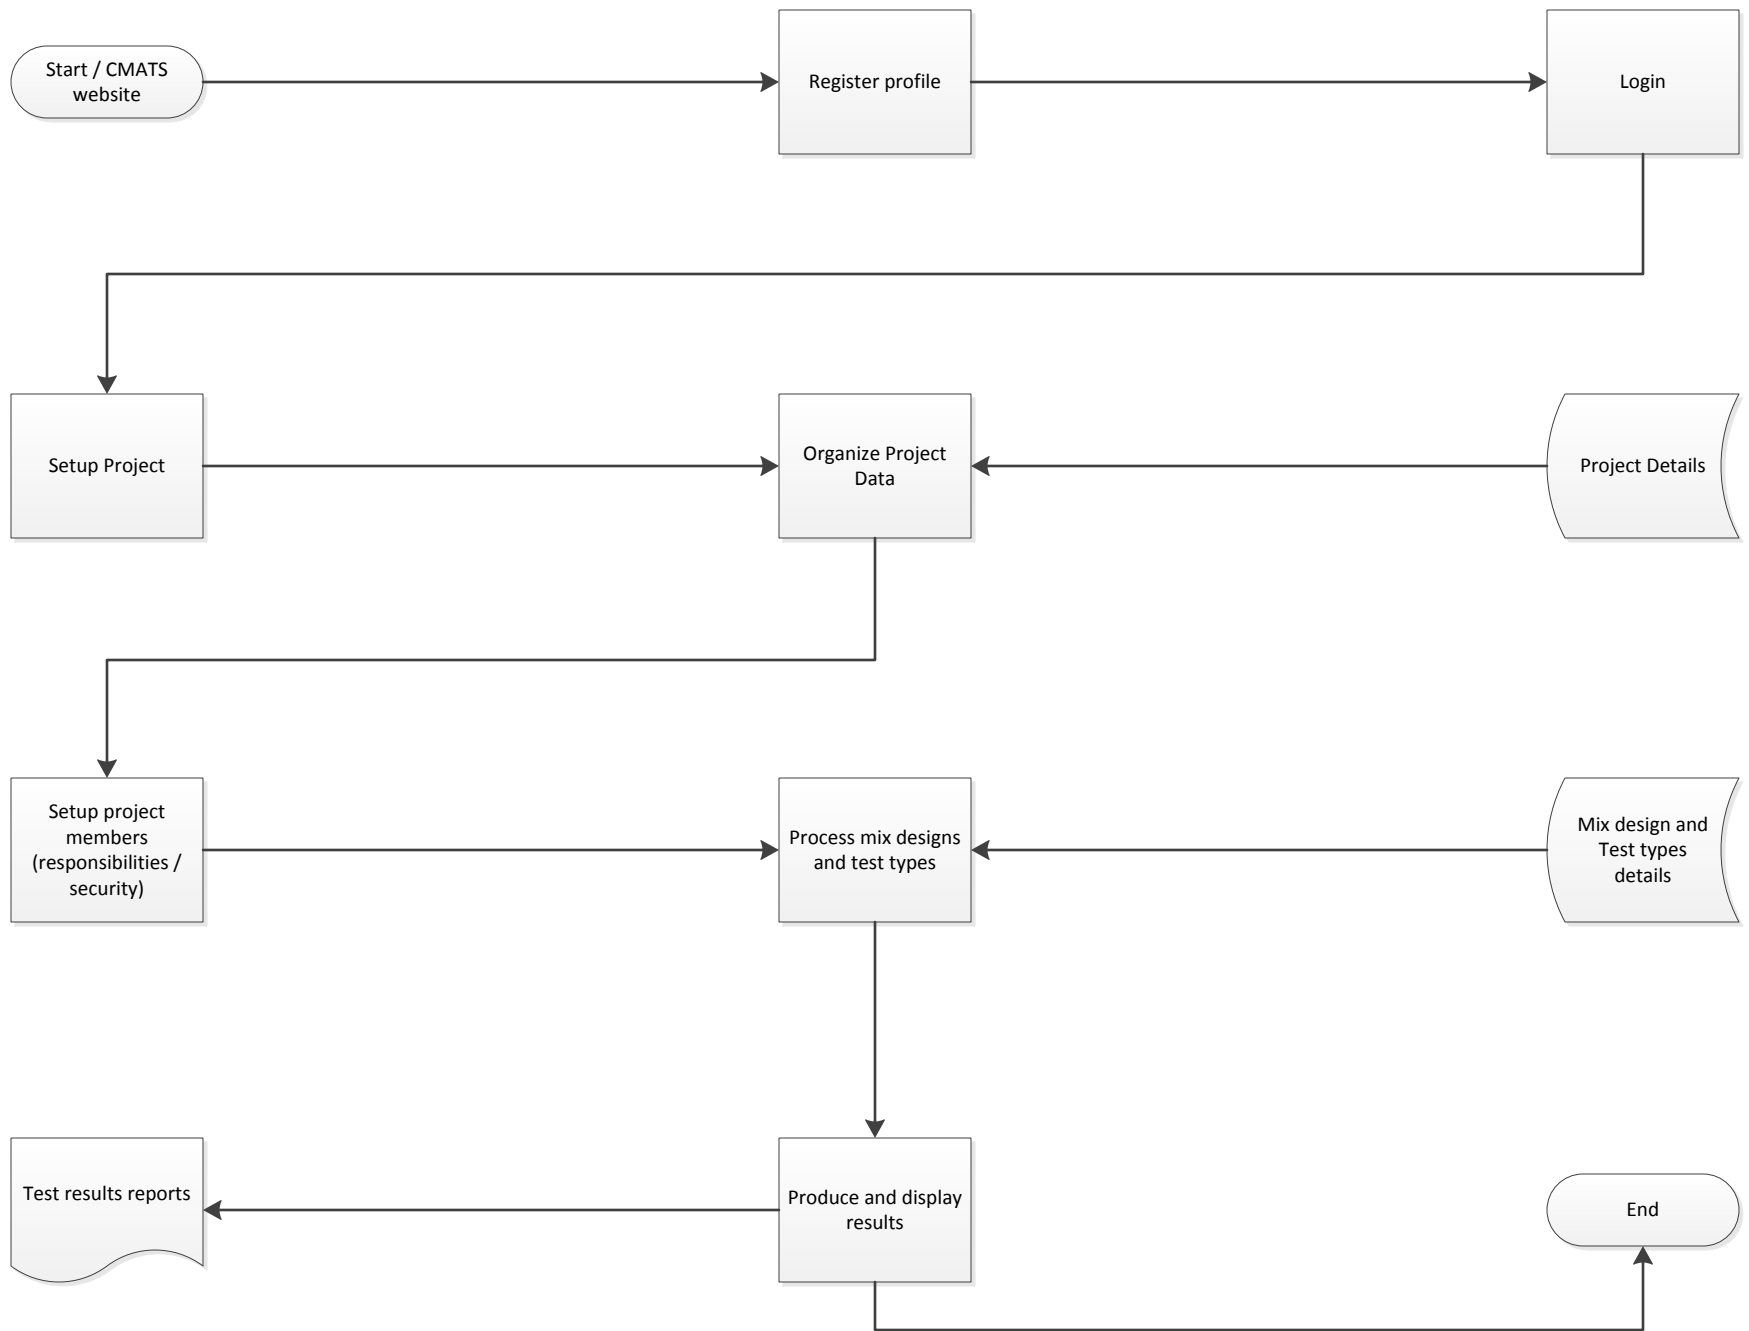 Start / CMATS
website
Register profile
Login
Setup Project
Organize Project
Data
Project Details
Setup project
members
(responsibilities /
security)
Process mix designs
and test types
Mix design and
Test types
details
Test results reports
Produce and display
results
End